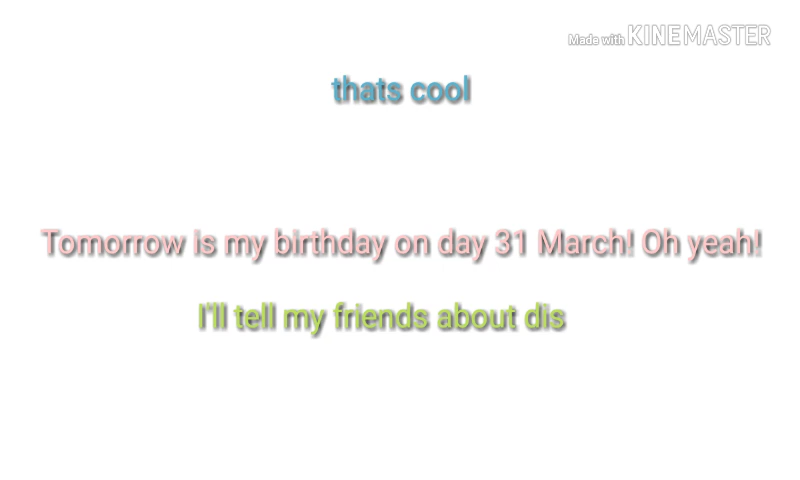 Made with KINEMASTER
thats cool
Tomorrow is my birthday on day 31 March! Oh yeah!
I'll tell my friends about dis